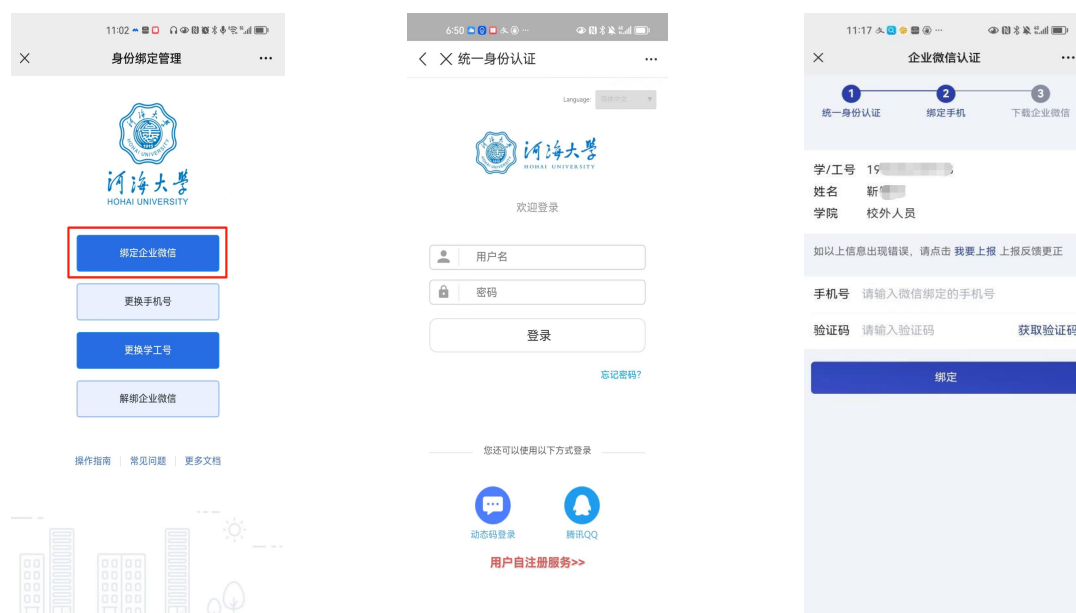 11:02
身份绑定管理
河海大学
HOHAI UNIVERSITY
绑定企业微信
更换手机号
更换学工号
解绑企业微信
操作指南 常见问题 更多文档
6:50
统一身份认证
Language:
河海大学
HOHAI UNIVERSITY
欢迎登录
用户名
密码
登录
忘记密码?
您还可以使用以下方式登录
动态码登录 腾讯QQ
用户自注册服务>>
11:17
企业微信认证
1 2 3
统一身份认证 绑定手机 下载企业微信
学/工号 19
姓名 靳
学院 校外人员
如以上信息出现错误，请点击 我要上报 上报反馈更正
手机号 请输入微信绑定的手机号
验证码 请输入验证码 获取验证码
绑定